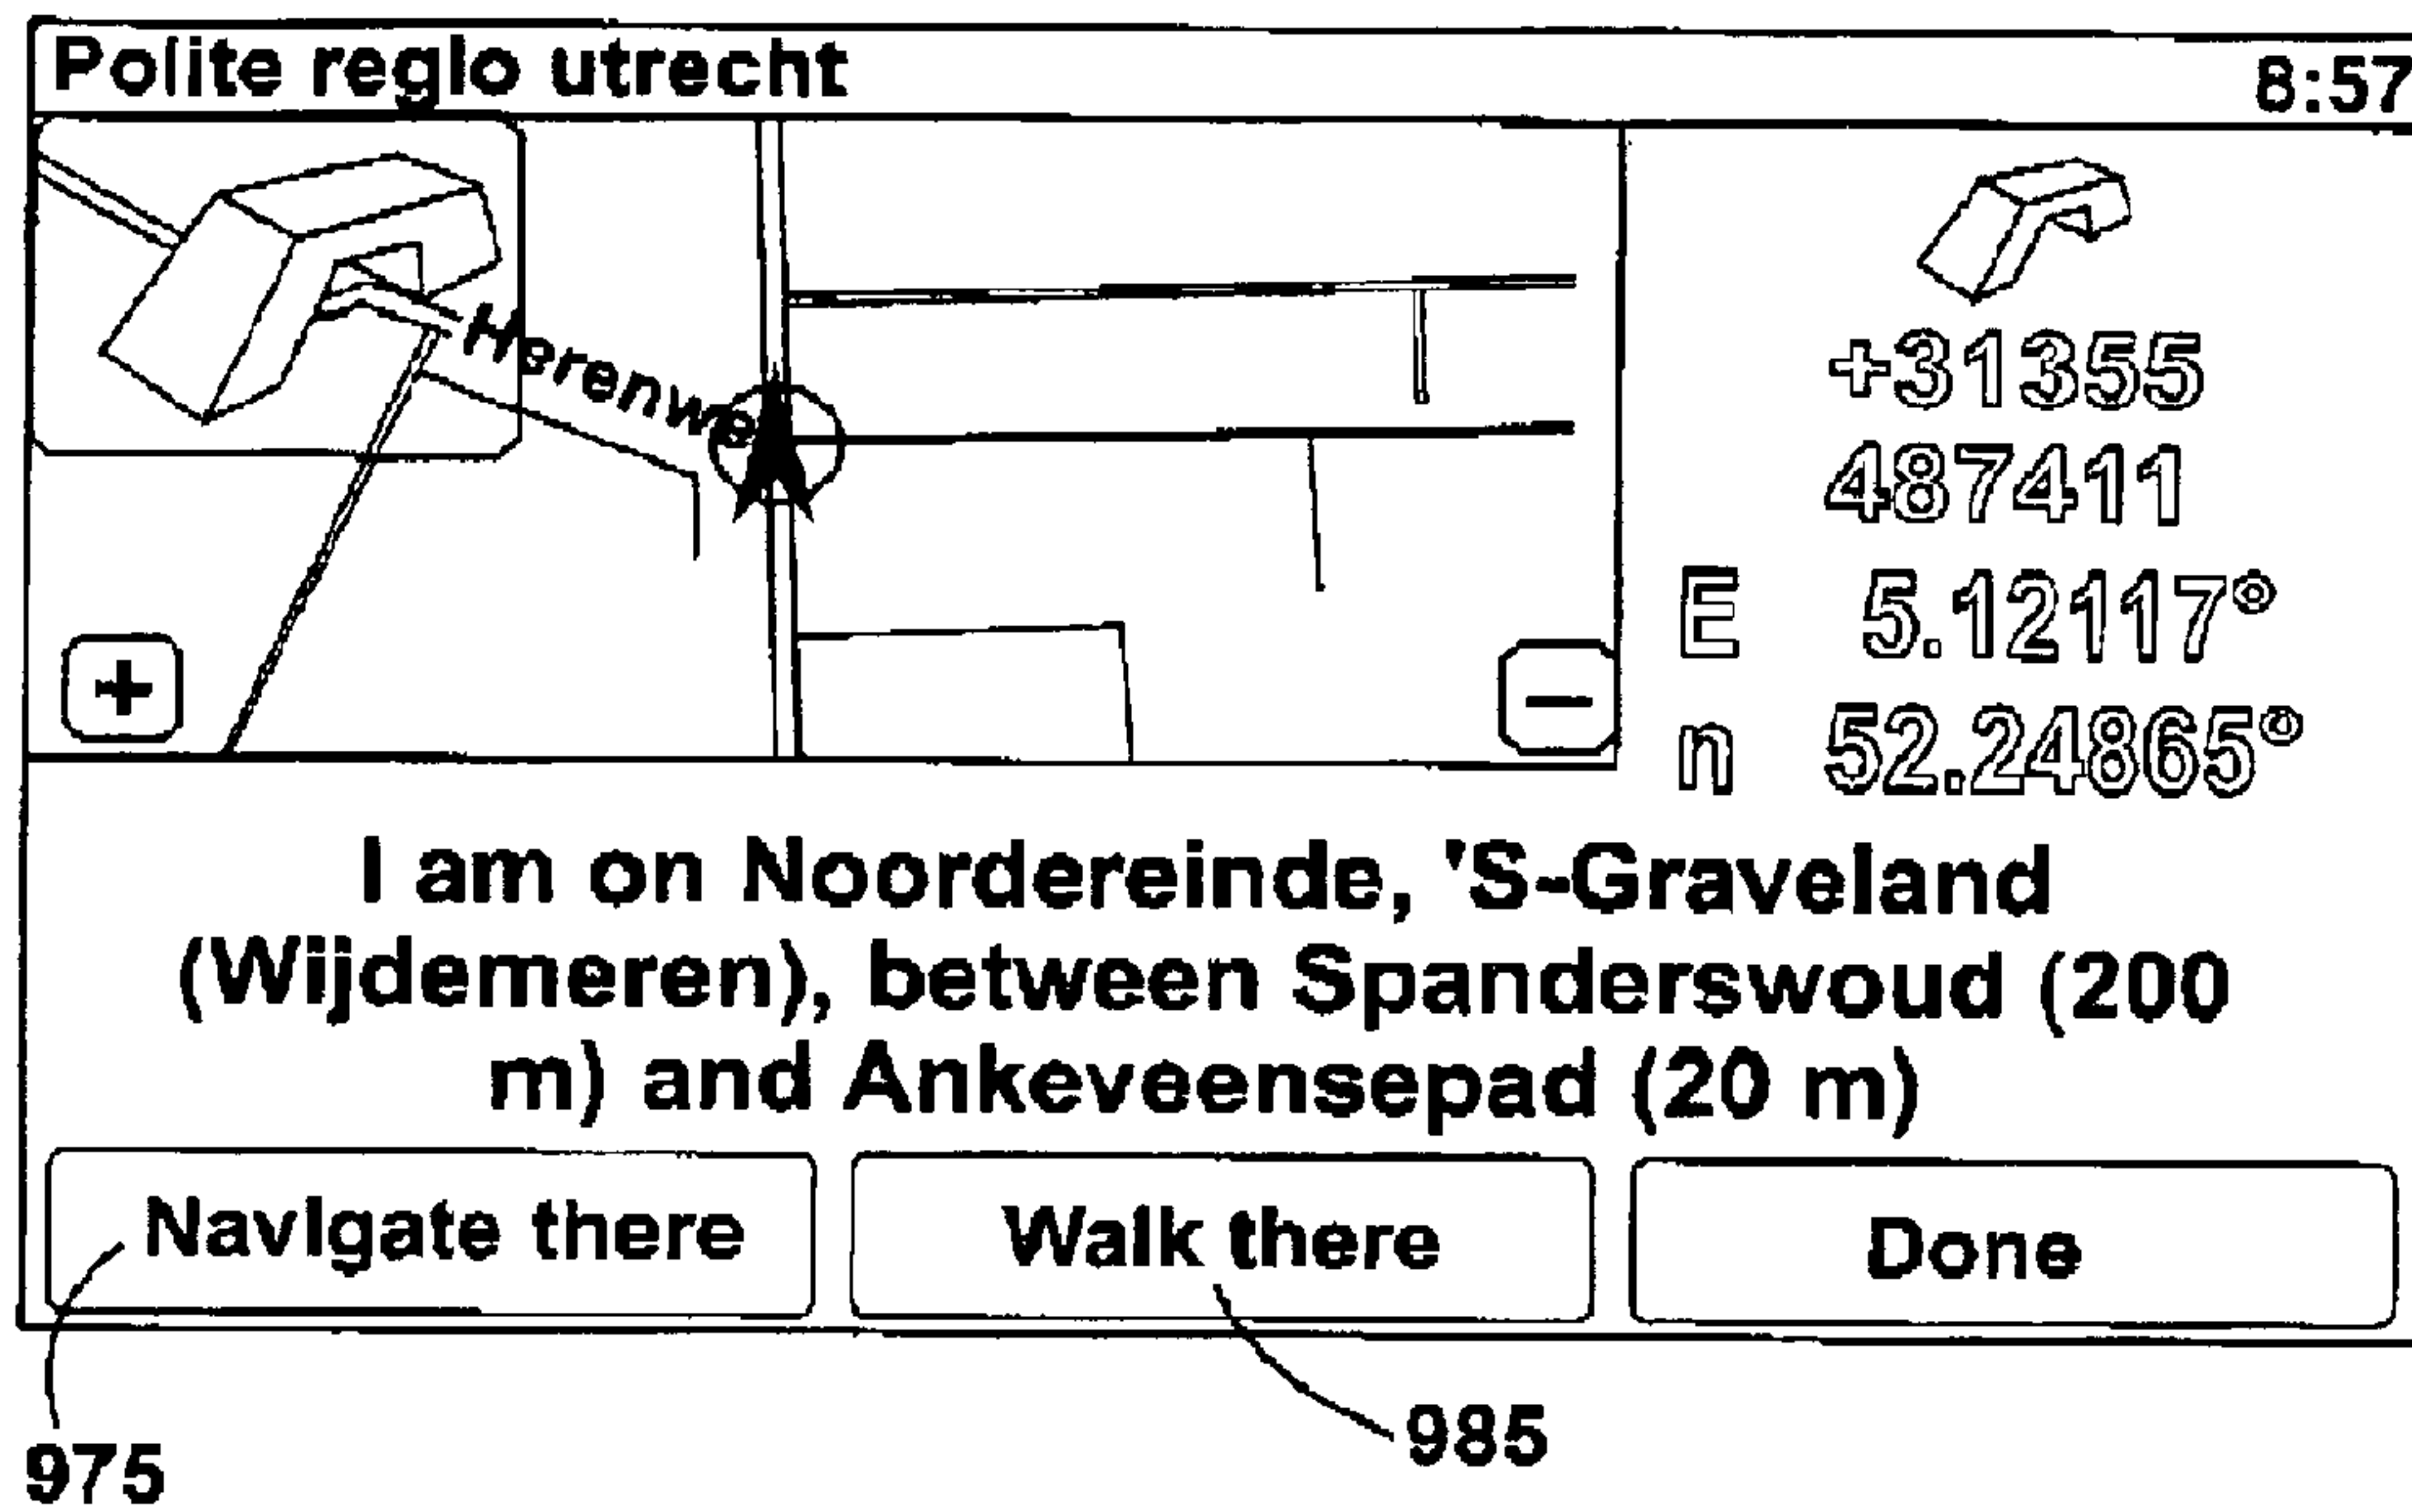 Polite reglo utrecht
8:57
Herenwe
+31355
487411
E 5.12117°
n 52.24865°
+
−
I am on Noordereinde, 'S-Graveland
(Wijdemeren), between Spanderswoud (200
m) and Ankeveensepad (20 m)
Navigate there
Walk there
Done
985
975